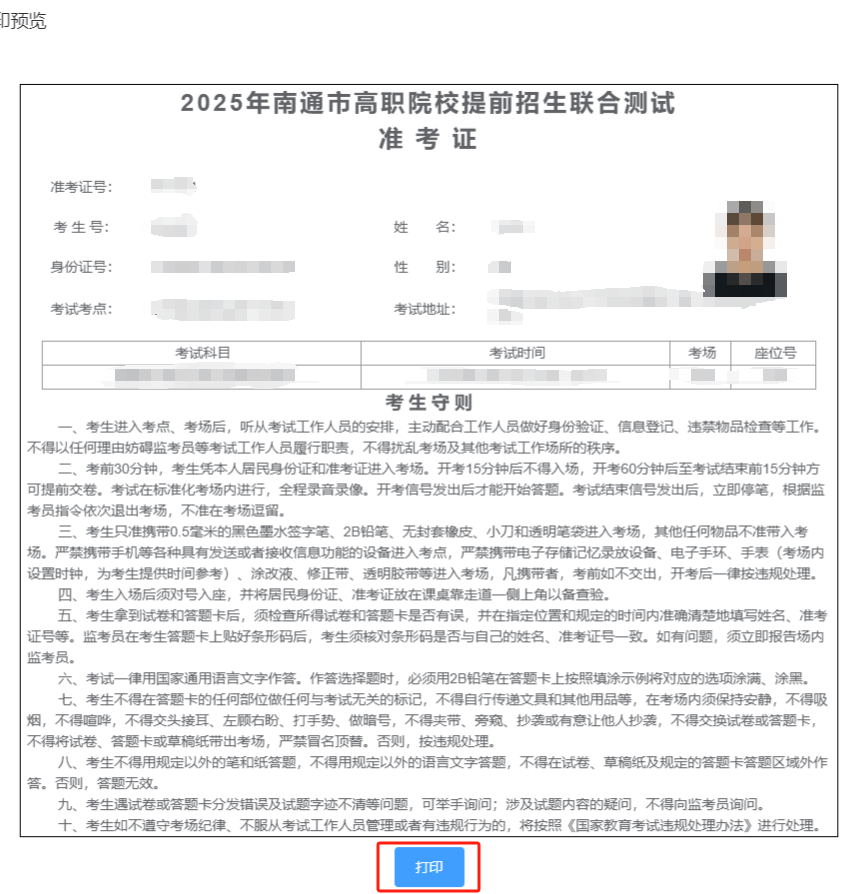 印预览
2025年南通市高职院校提前招生联合测试
准 考 证
准考证号：
考 生 号：
姓 名：
身份证号：
性 别：
考试考点：
考试地址：
考试科目 考试时间 考场 座位号
考 生 守 则
一、考生进入考点、考场后，听从考试工作人员的安排，主动配合工作人员做好身份验证、信息登记、违禁物品检查等工作。
不得以任何理由妨碍监考员等考试工作人员履行职责，不得扰乱考场及其他考试工作场所的秩序。
二、考前30分钟，考生凭本人居民身份证和准考证进入考场。开考15分钟后不得入场，开考60分钟后至考试结束前15分钟方
可提前交卷。考试在标准化考场内进行，全程录音录像。开考信号发出后才能开始答题。考试结束信号发出后，立即停笔，根据监
考员指令依次退出考场，不准在考场逗留。
三、考生只准携带0.5毫米的黑色墨水签字笔、2B铅笔、无封套橡皮、小刀和透明笔袋进入考场，其他任何物品不准带入考
场。严禁携带手机等各种具有发送或者接收信息功能的设备进入考点，严禁携带电子存储记忆录放设备、电子手环、手表（考场内
设置时钟，为考生提供时间参考）、涂改液、修正带、透明胶带等进入考场，凡携带者，考前如不交出，开考后一律按违规处理。
四、考生入场后须对号入座，并将居民身份证、准考证放在课桌靠走道一侧上角以备查验。
五、考生拿到试卷和答题卡后，须检查所得试卷和答题卡是否有误，并在指定位置和规定的时间内准确清楚地填写姓名、准考
证号等。监考员在考生答题卡上贴好条形码后，考生须核对条形码是否与自己的姓名、准考证号一致。如有问题，须立即报告场内
监考员。
六、考试一律用国家通用语言文字作答。作答选择题时，必须用2B铅笔在答题卡上按照填涂示例将对应的选项涂满、涂黑。
七、考生不得在答题卡的任何部位做任何与考试无关的标记，不得自行传递文具和其他用品等，在考场内须保持安静，不得吸
烟，不得喧哗，不得交头接耳、左顾右盼、打手势、做暗号，不得夹带、旁窥、抄袭或有意让他人抄袭，不得交换试卷或答题卡，
不得将试卷、答题卡或草稿纸带出考场，严禁冒名顶替。否则，按违规处理。
八、考生不得用规定以外的笔和纸答题，不得用规定以外的语言文字答题，不得在试卷、草稿纸及规定的答题卡答题区域外作
答。否则，答题无效。
九、考生遇试卷或答题卡分发错误及试题字迹不清等问题，可举手询问；涉及试题内容的疑问，不得向监考员询问。
十、考生如不遵守考场纪律、不服从考试工作人员管理或者有违规行为的，将按照《国家教育考试违规处理办法》进行处理。
打印